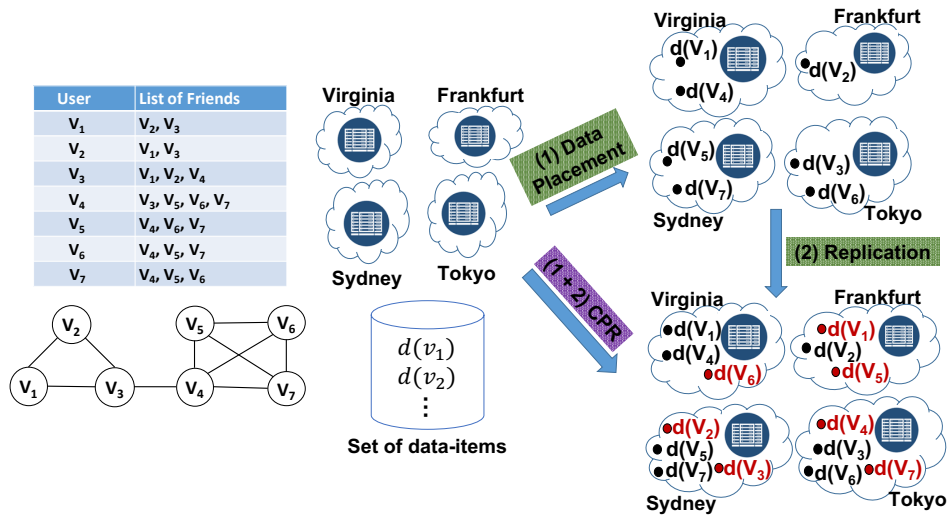 User List of Friends
V1 V2, V3
V2 V1, V3
V3 V1, V2, V4
V4 V3, V5, V6, V7
V5 V4, V6, V7
V6 V4, V5, V7
V7 V4, V5, V6
V2
V1
V3
V5
V6
V4
V7
Virginia
Frankfurt
Sydney
Tokyo
d(v1)
d(v2)
⋮
Set of data-items
(1) Data
Placement
(1 + 2) CPR
Virginia
d(V1)
d(V4)
Frankfurt
d(V2)
d(V5)
d(V7)
Sydney
d(V3)
d(V6)
Tokyo
(2) Replication
Virginia
d(V1)
d(V4)
d(V6)
Frankfurt
d(V1)
d(V2)
d(V5)
d(V2)
d(V5)
d(V7)
d(V3)
Sydney
d(V4)
d(V3)
d(V6)
d(V7)
Tokyo